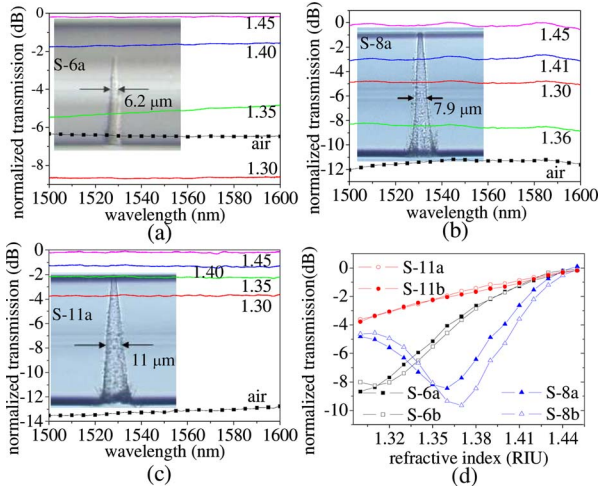 normalized transmission (dB)
0
-2
-4
-6
-8
1.45
1.40
S-6a
6.2 μm
1.35
air
1.30
1500 1520 1540 1560 1580 1600
wavelength (nm)
(a)
normalized transmission (dB)
0
-2
-4
-6
-8
-10
-12
S-8a
1.45
1.41
1.30
7.9 μm
1.36
air
1500 1520 1540 1560 1580 1600
wavelength (nm)
(b)
normalized transmission (dB)
0
-2
-4
-6
-8
-10
-12
-14
1.45
1.40
1.35
1.30
S-11a
11 μm
air
1500 1520 1540 1560 1580 1600
wavelength (nm)
(c)
normalized transmission(dB)
0
-2
-4
-6
-8
-10
S-11a
S-11b
S-6a
S-6b
S-8a
S-8b
1.32 1.35 1.38 1.41 1.44
refractive index (RIU)
(d)